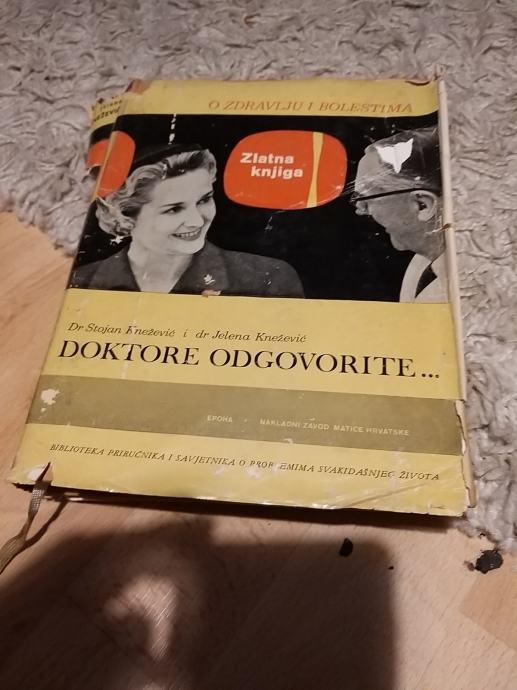 O ZDRAVLJU I BOLESTIMA
Zlatna
knjiga
Dr Stojan Knežević i dr Jelena Knežević
DOKTORE ODGOVORITE...
EPOHA NAKLADNI ZAVOD MATICE HRVATSKE
BIBLIOTEKA PRIRUČNIKA I SAVJETNIKA O PROBLEMIMA SVAKIDAŠNJEG ŽIVOTA